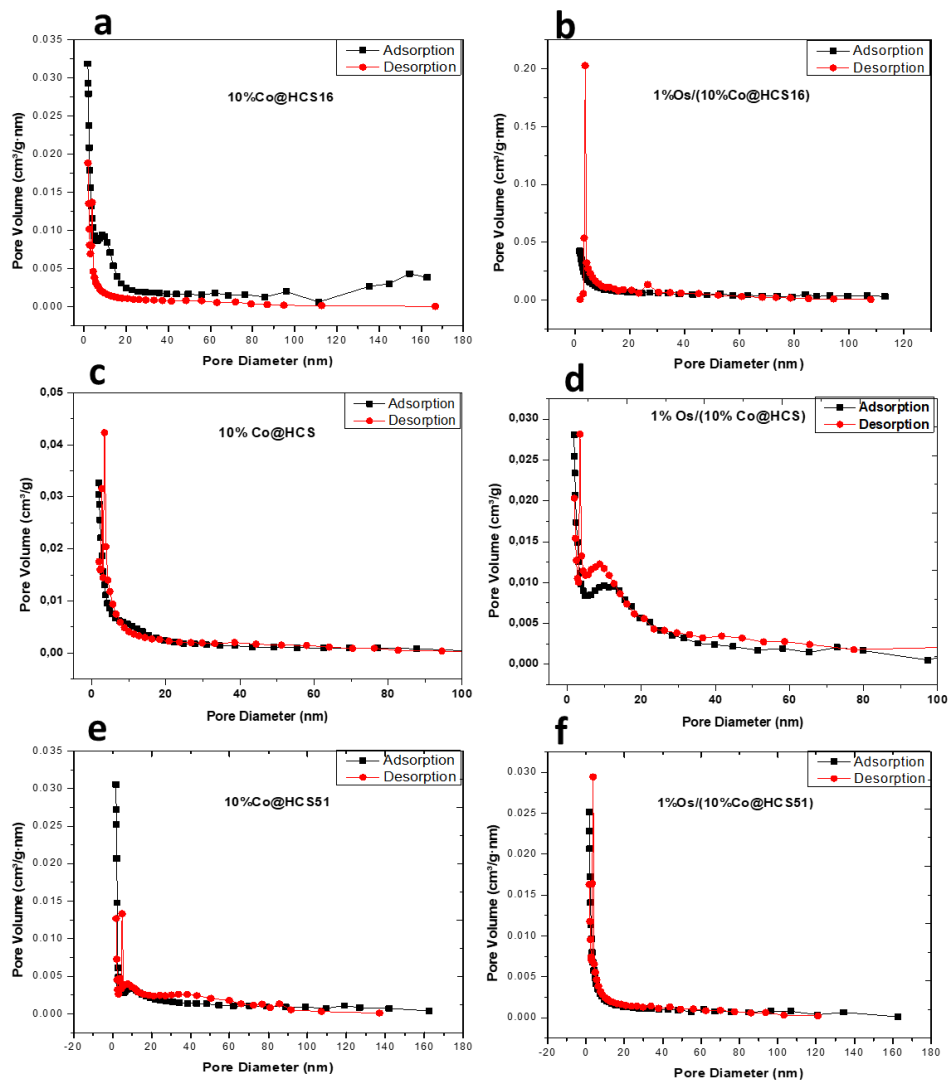 a
0.035
0.030
0.025
0.020
0.015
0.010
0.005
0.000
Pore Volume (cm³/g·nm)
Adsorption
Desorption
10%Co@HCS16
0 20 40 60 80 100 120 140 160 180
Pore Diameter (nm)
b
0.20
0.15
0.10
0.50
0.00
Pore Volume (cm³/g·nm)
Adsorption
Desorption
1%Os/(10%Co@HCS16)
0 20 40 60 80 100 120
Pore Diameter (nm)
c
0,05
0,04
0,03
0,02
0,01
0,00
Pore Volume (cm³/g)
Adsorption
Desorption
10% Co@HCS
0 20 40 60 80 100
Pore Diameter (nm)
d
0,030
0,025
0,020
0,015
0,010
0,005
0,000
Pore Volume (cm³/g)
Adsorption
Desorption
1% Os/(10% Co@HCS)
0 20 40 60 80 100
Pore Diameter (nm)
e
0.035
0.030
0.025
0.020
0.015
0.010
0.005
0.000
Pore Volume (cm³/g·nm)
Adsorption
Desorption
10%Co@HCS51
-20 0 20 40 60 80 100 120 140 160 180
Pore Diameter (nm)
f
0.030
0.025
0.020
0.015
0.010
0.005
0.000
Pore Volume (cm³/g·nm)
Adsorption
Desorption
1%Os/(10%Co@HCS51)
-20 0 20 40 60 80 100 120 140 160 180
Pore Diameter (nm)